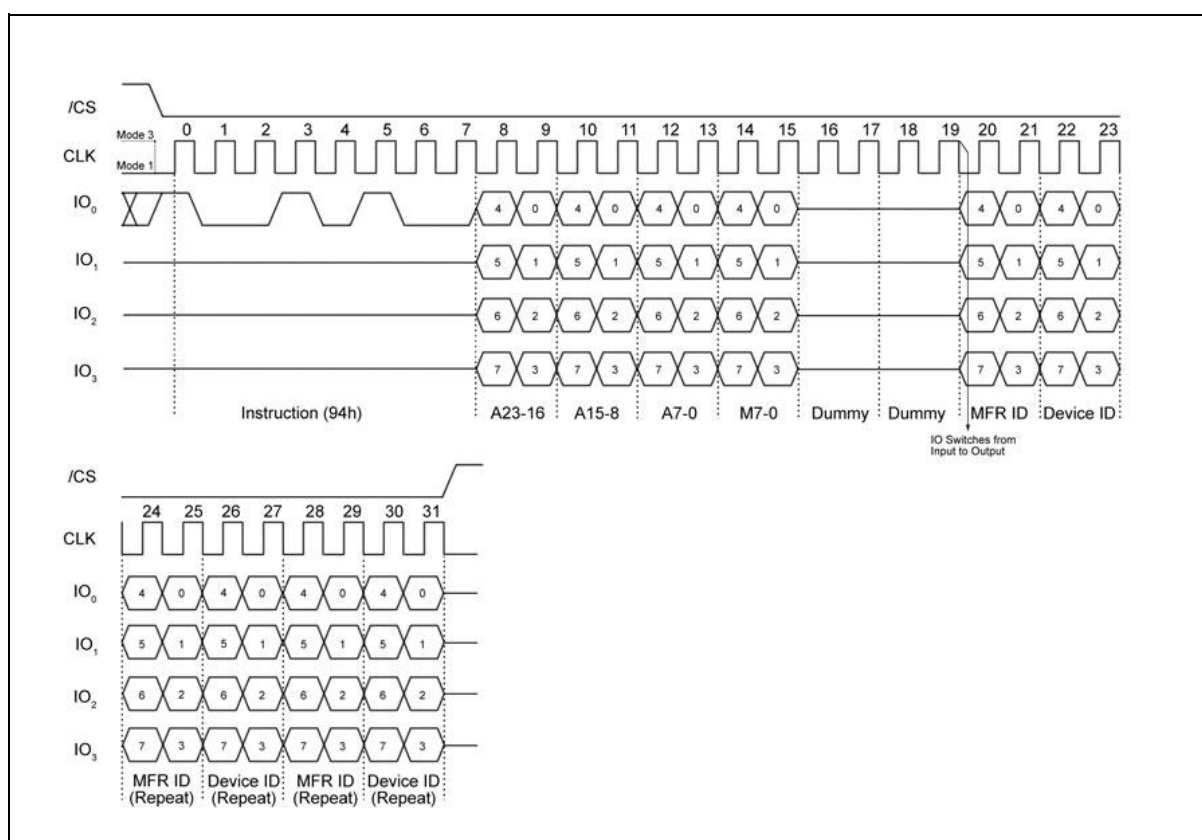 /CS
Mode 3 0 1 2 3 4 5 6 7 8 9 10 11 12 13 14 15 16 17 18 19 20 21 22 23
CLK
Mode 1
IO0 4 0 4 0 4 0 4 0 4 0 4 0
IO1 5 1 5 1 5 1 5 1 5 1 5 1
IO2 6 2 6 2 6 2 6 2 6 2 6 2
IO3 7 3 7 3 7 3 7 3 7 3 7 3
Instruction (94h) A23-16 A15-8 A7-0 M7-0 Dummy Dummy MFR ID Device ID
IO Switches from
Input to Output
/CS
24 25 26 27 28 29 30 31
CLK
IO0 4 0 4 0 4 0 4 0
IO1 5 1 5 1 5 1 5 1
IO2 6 2 6 2 6 2 6 2
IO3 7 3 7 3 7 3 7 3
MFR ID Device ID MFR ID Device ID
(Repeat) (Repeat) (Repeat) (Repeat)